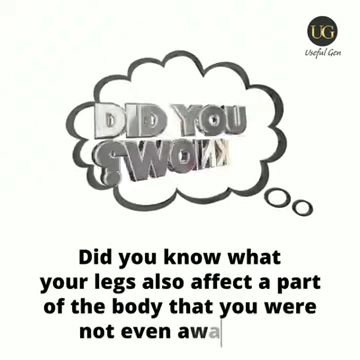 UG
Useful Gen
DID YOU
KNOW?
Did you know what
your legs also affect a part
of the body that you were
not even awa